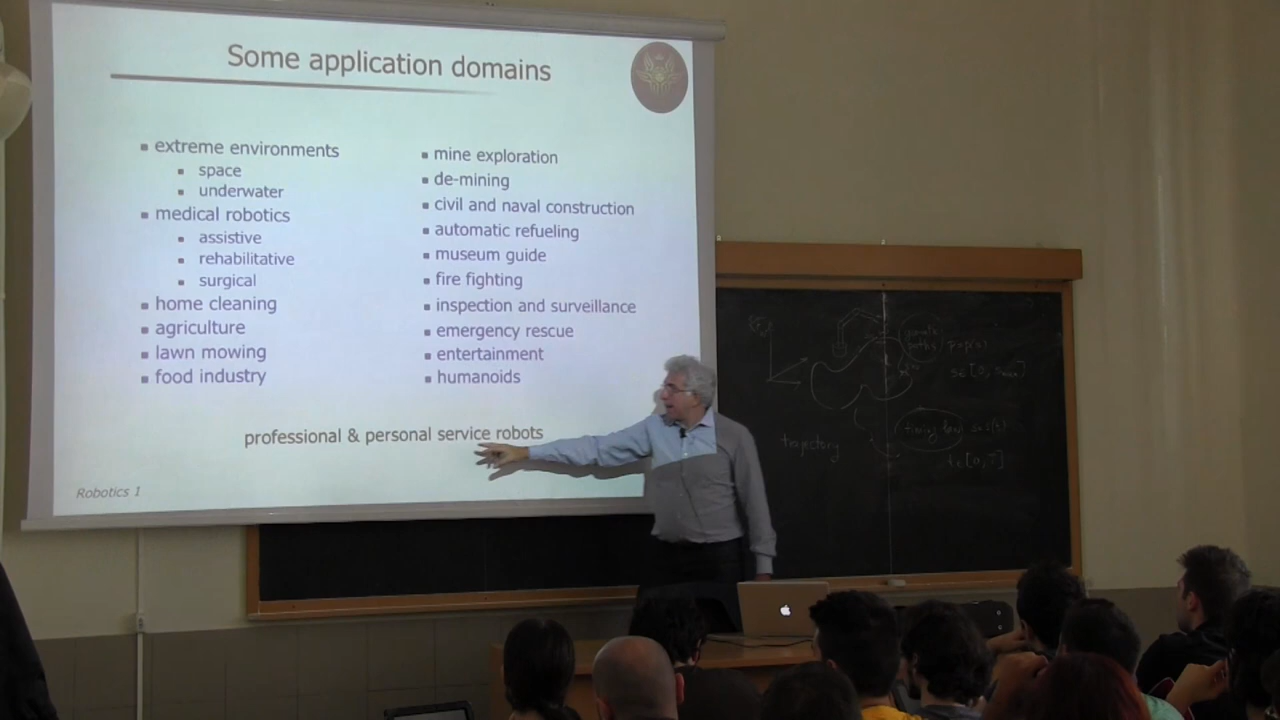 Some application domains
extreme environments
space
underwater
medical robotics
assistive
rehabilitative
surgical
home cleaning
agriculture
lawn mowing
food industry
mine exploration
de-mining
civil and naval construction
automatic refueling
museum guide
fire fighting
inspection and surveillance
emergency rescue
entertainment
humanoids
professional & personal service robots
Robotics 1
paths
trajectory
t∈[0,T]